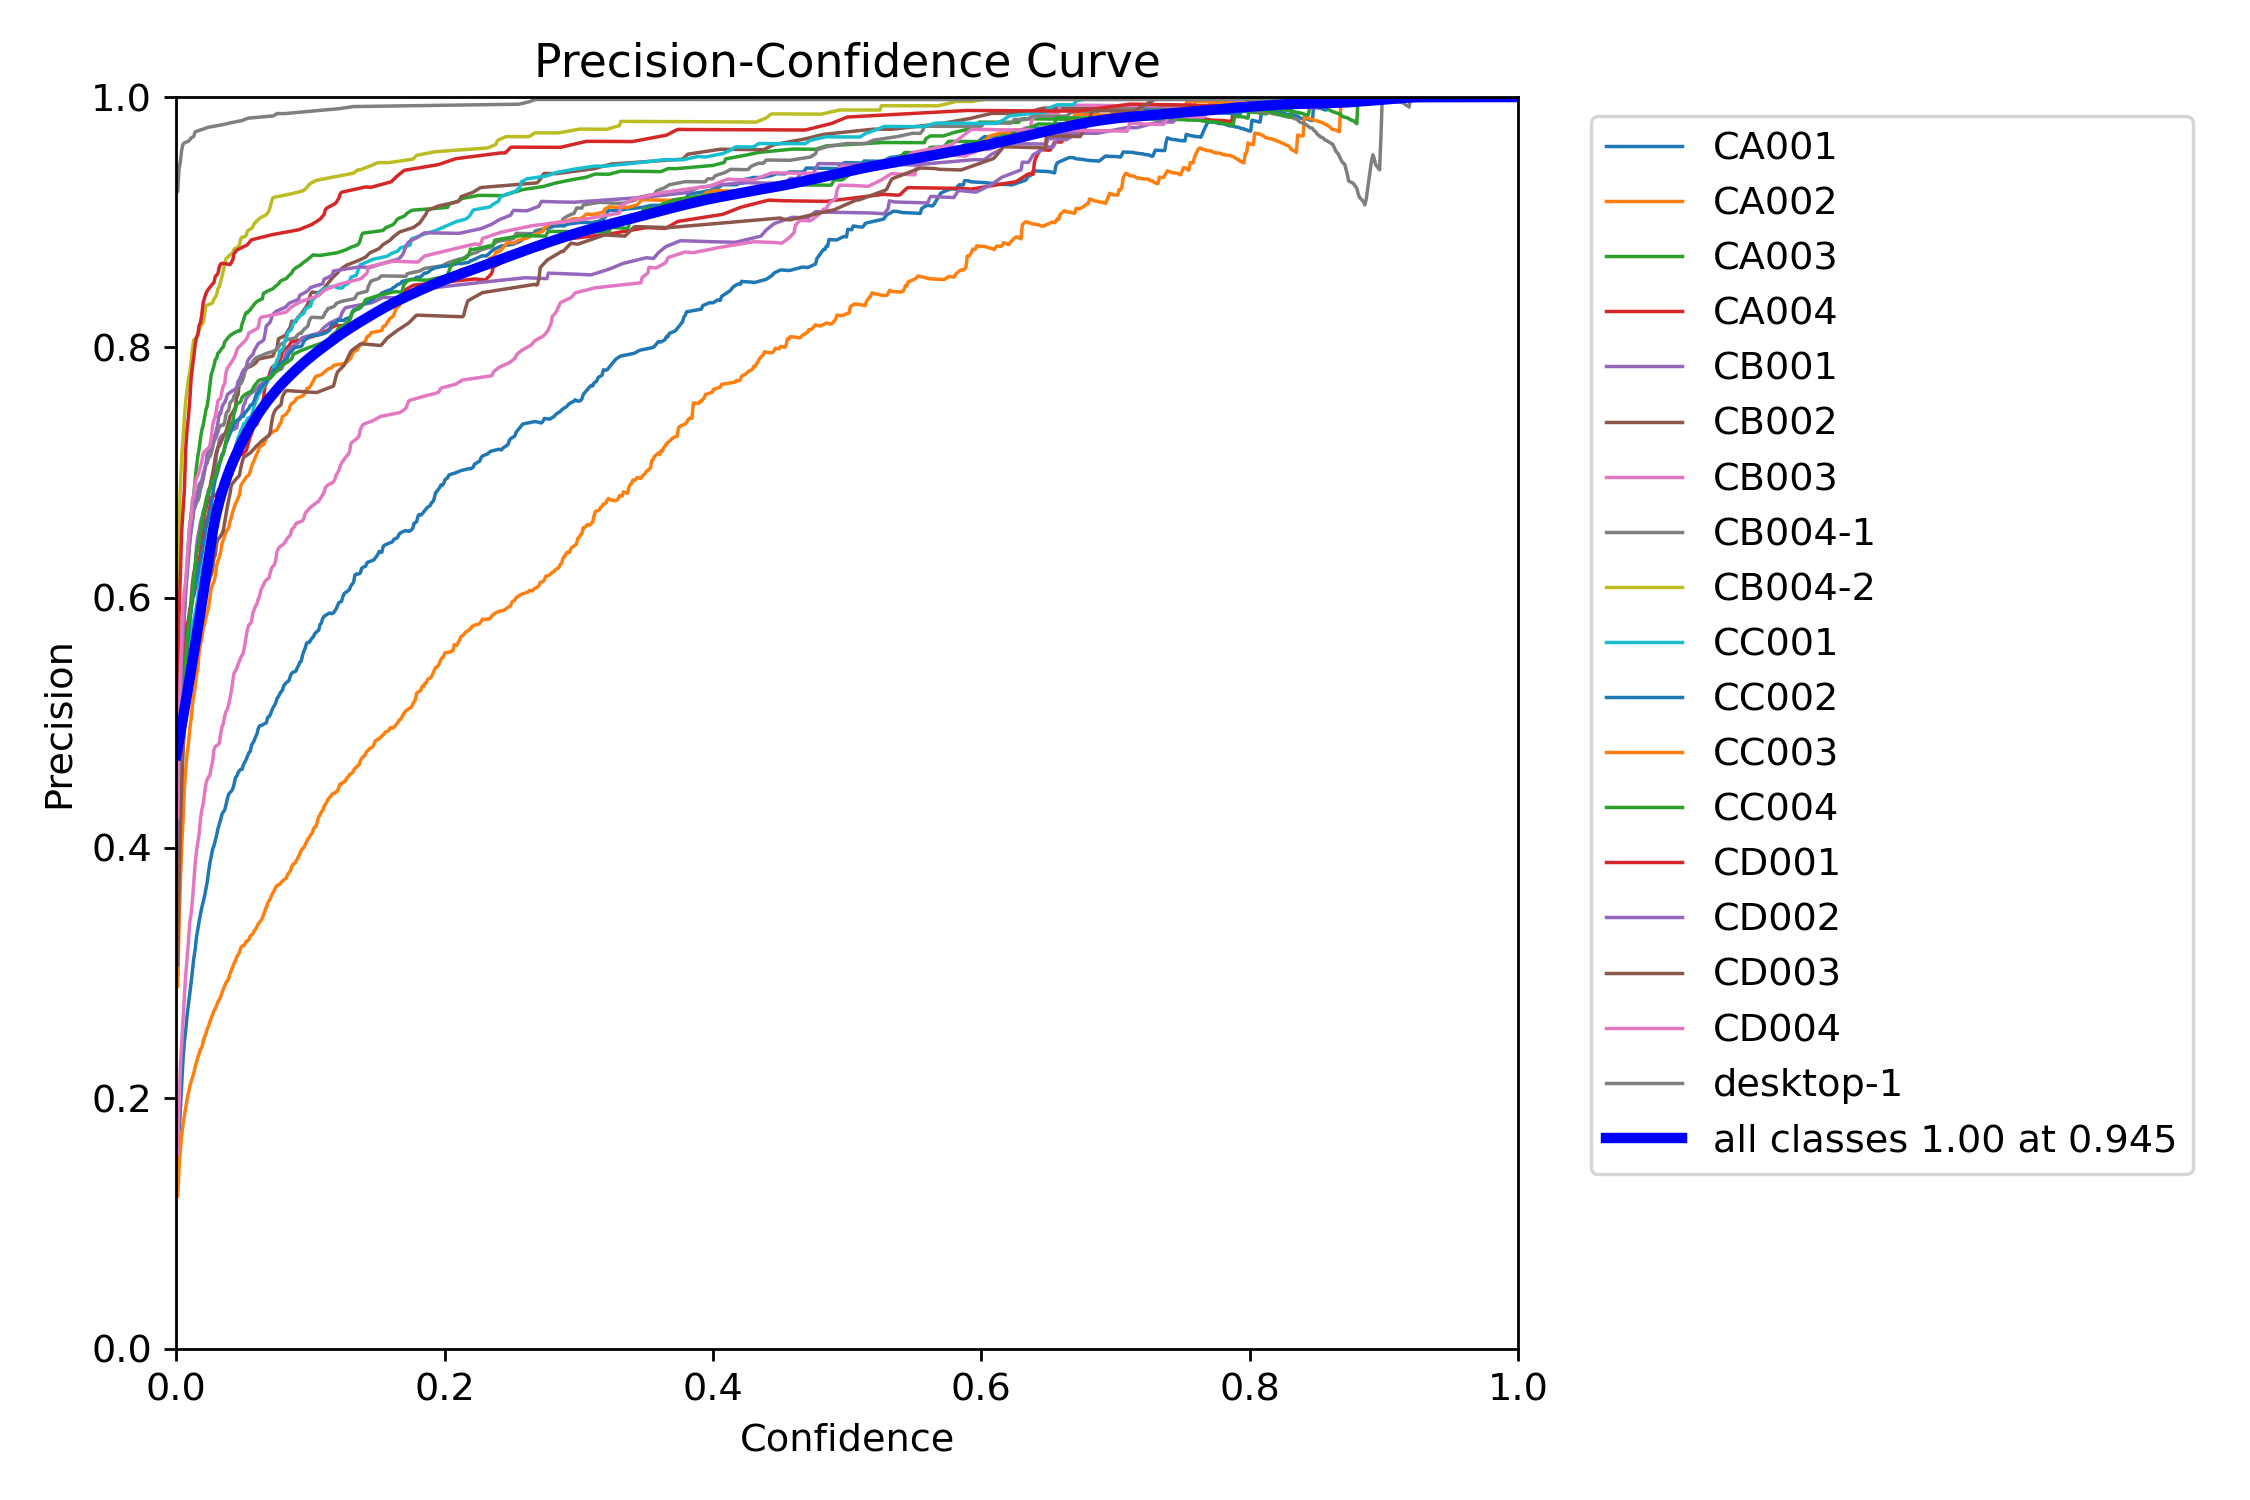 Precision-Confidence Curve
1.0
0.8
0.6
0.4
0.2
0.0
Precision
0.0 0.2 0.4 0.6 0.8 1.0
Confidence
CA001
CA002
CA003
CA004
CB001
CB002
CB003
CB004-1
CB004-2
CC001
CC002
CC003
CC004
CD001
CD002
CD003
CD004
desktop-1
all classes 1.00 at 0.945